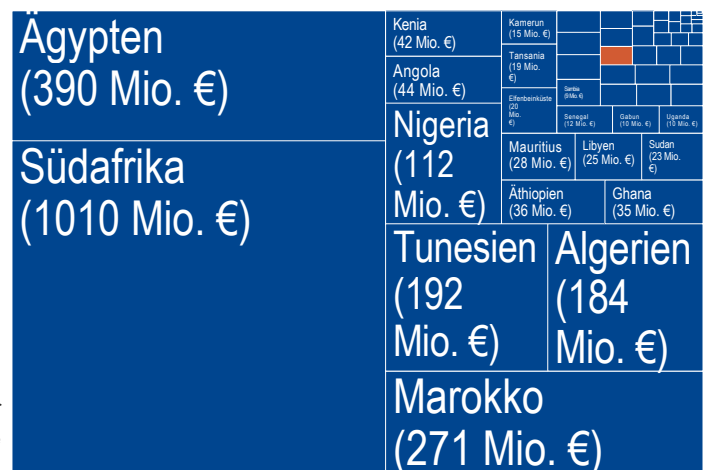 Ägypten
(390 Mio. €)
Südafrika
(1010 Mio. €)
Kenia
(42 Mio. €)
Angola
(44 Mio. €)
Nigeria
(112
Mio. €)
Kamerun
(15 Mio. €)
Tansania
(19 Mio.
€)
Elfenbeinküste
(20
Mio.
€)
Sambia
(9 Mio. €)
Senegal
(12 Mio. €)
Gabun
(10 Mio. €)
Uganda
(10 Mio. €)
Mauritius
(28 Mio. €)
Libyen
(25 Mio. €)
Sudan
(23 Mio.
€)
Äthiopien
(36 Mio. €)
Ghana
(35 Mio. €)
Tunesien
(192
Mio. €)
Algerien
(184
Mio. €)
Marokko
(271 Mio. €)